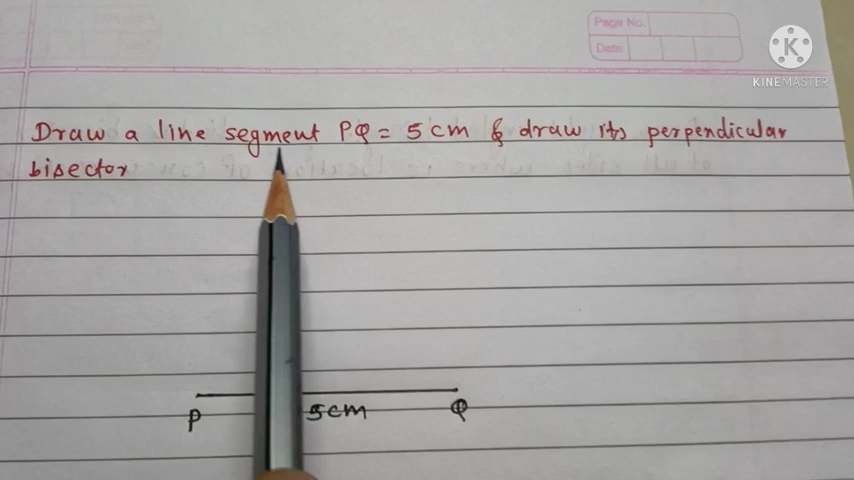 Page No.
Date
K
KINEMASTER
Draw a line segment PQ = 5 cm & draw its perpendicular
bisector
P 5cm Q